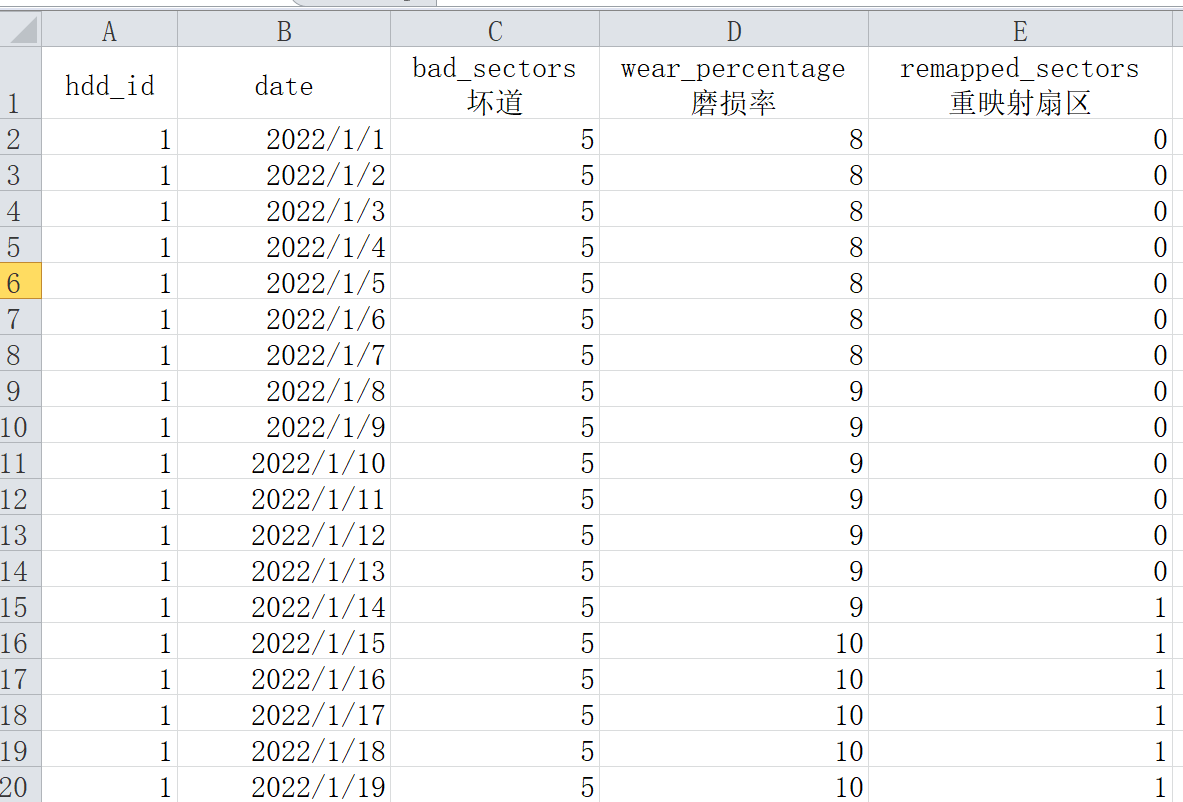 A B C D E
1 hdd_id date bad_sectors 坏道 wear_percentage 磨损率 remapped_sectors 重映射扇区
2 1 2022/1/1 5 8 0
3 1 2022/1/2 5 8 0
4 1 2022/1/3 5 8 0
5 1 2022/1/4 5 8 0
6 1 2022/1/5 5 8 0
7 1 2022/1/6 5 8 0
8 1 2022/1/7 5 8 0
9 1 2022/1/8 5 9 0
10 1 2022/1/9 5 9 0
11 1 2022/1/10 5 9 0
12 1 2022/1/11 5 9 0
13 1 2022/1/12 5 9 0
14 1 2022/1/13 5 9 0
15 1 2022/1/14 5 9 1
16 1 2022/1/15 5 10 1
17 1 2022/1/16 5 10 1
18 1 2022/1/17 5 10 1
19 1 2022/1/18 5 10 1
20 1 2022/1/19 5 10 1